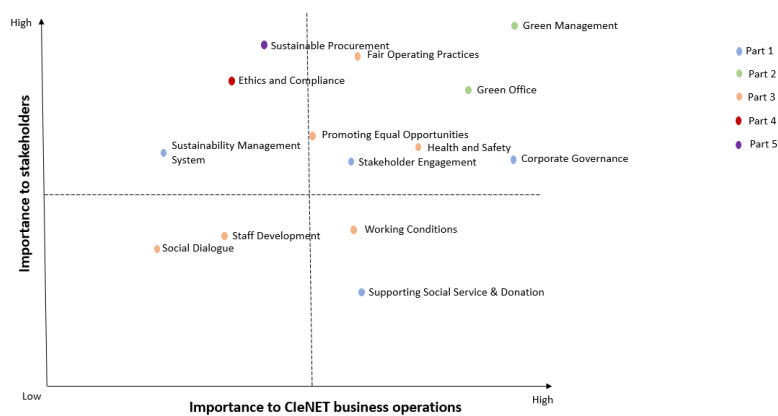 High
Green Management
Sustainable Procurement
Fair Operating Practices
Part 1
Part 2
Part 3
Part 4
Part 5
Ethics and Compliance
Green Office
Promoting Equal Opportunities
Sustainability Management
System
Health and Safety
Stakeholder Engagement
Corporate Governance
Importance to stakeholders
Staff Development
Working Conditions
Social Dialogue
Supporting Social Service & Donation
Low
High
Importance to CleNET business operations